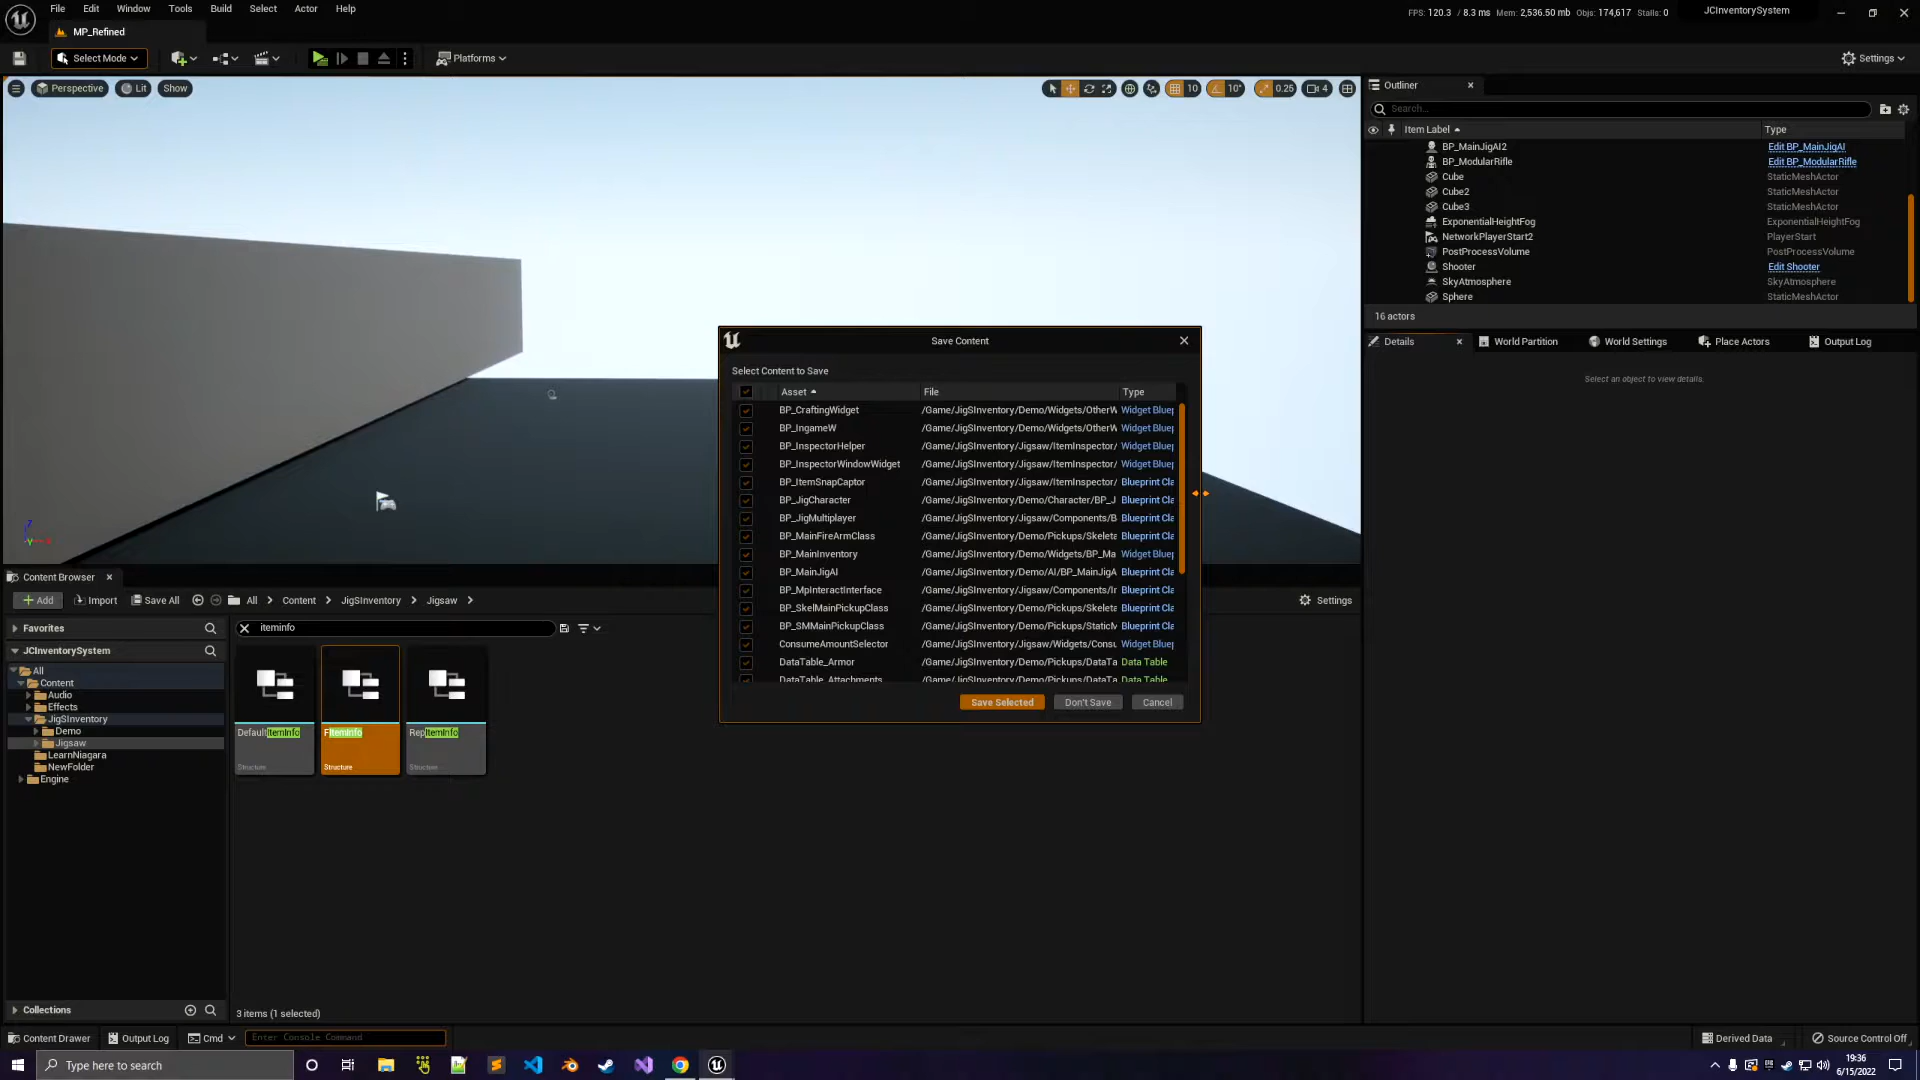 File Edit Window Tools Build Select Actor Help
FPS: 120.3 / 8.3 ms Mem: 2,536.50 mb Objs: 174,617 Stalls: 0
JCInventorySystem
MP_Refined
Select Mode
Platforms
Settings
Perspective Lit Show
10 10° 0.25 4
Outliner
Search...
Item Label Type
BP_MainJigAI2 Edit BP_MainJigAI
BP_ModularRifle Edit BP_ModularRifle
Cube StaticMeshActor
Cube2 StaticMeshActor
Cube3 StaticMeshActor
ExponentialHeightFog ExponentialHeightFog
NetworkPlayerStart2 PlayerStart
PostProcessVolume PostProcessVolume
Shooter Edit Shooter
SkyAtmosphere SkyAtmosphere
Sphere StaticMeshActor
16 actors
Details World Partition World Settings Place Actors Output Log
Select an object to view details.
Save Content
Select Content to Save
Asset File Type
BP_CraftingWidget /Game/JigSInventory/Demo/Widgets/OtherW Widget Bluep
BP_IngameW /Game/JigSInventory/Demo/Widgets/OtherW Widget Bluep
BP_InspectorHelper /Game/JigSInventory/Jigsaw/ItemInspector/ Widget Bluep
BP_InspectorWindowWidget /Game/JigSInventory/Jigsaw/ItemInspector/ Widget Bluep
BP_ItemSnapCaptor /Game/JigSInventory/Jigsaw/ItemInspector/ Blueprint Cla
BP_JigCharacter /Game/JigSInventory/Demo/Character/BP_J Blueprint Cla
BP_JigMultiplayer /Game/JigSInventory/Jigsaw/Components/B Blueprint Cla
BP_MainFireArmClass /Game/JigSInventory/Demo/Pickups/Skeleta Blueprint Cla
BP_MainInventory /Game/JigSInventory/Demo/Widgets/BP_Ma Widget Bluep
BP_MainJigAI /Game/JigSInventory/Demo/AI/BP_MainJigA Blueprint Cla
BP_MpInteractInterface /Game/JigSInventory/Jigsaw/Components/In Blueprint Cla
BP_SkelMainPickupClass /Game/JigSInventory/Demo/Pickups/Skeleta Blueprint Cla
BP_SMMainPickupClass /Game/JigSInventory/Demo/Pickups/StaticM Blueprint Cla
ConsumeAmountSelector /Game/JigSInventory/Jigsaw/Widgets/Consu Widget Bluep
DataTable_Armor /Game/JigSInventory/Demo/Pickups/DataTa Data Table
DataTable_Attachments /Game/JigSInventory/Demo/Pickups/DataTa Data Table
Save Selected Don't Save Cancel
Content Browser
Add Import Save All All Content JigSInventory Jigsaw Settings
Favorites
iteminfo
JCInventorySystem
All
Content
Audio
Effects
JigSInventory
Demo
Jigsaw
LearnNiagara
NewFolder
Engine
DefaultItemInfo FItemInfo RepItemInfo
Structure Structure Structure
Collections
3 items (1 selected)
Content Drawer Output Log Cmd Enter Console Command
Derived Data Source Control Off
Type here to search
19:36
6/15/2022